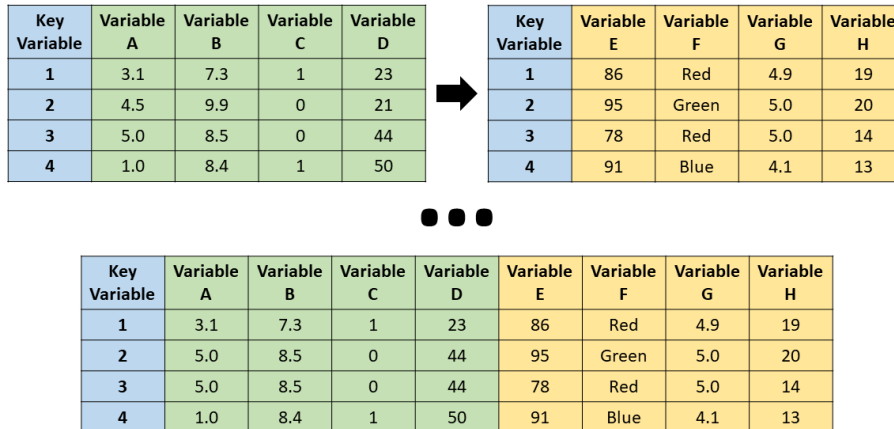 Key Variable | Variable A | Variable B | Variable C | Variable D
1 | 3.1 | 7.3 | 1 | 23
2 | 4.5 | 9.9 | 0 | 21
3 | 5.0 | 8.5 | 0 | 44
4 | 1.0 | 8.4 | 1 | 50
Key Variable | Variable E | Variable F | Variable G | Variable H
1 | 86 | Red | 4.9 | 19
2 | 95 | Green | 5.0 | 20
3 | 78 | Red | 5.0 | 14
4 | 91 | Blue | 4.1 | 13
Key Variable | Variable A | Variable B | Variable C | Variable D | Variable E | Variable F | Variable G | Variable H
1 | 3.1 | 7.3 | 1 | 23 | 86 | Red | 4.9 | 19
2 | 5.0 | 8.5 | 0 | 44 | 95 | Green | 5.0 | 20
3 | 5.0 | 8.5 | 0 | 44 | 78 | Red | 5.0 | 14
4 | 1.0 | 8.4 | 1 | 50 | 91 | Blue | 4.1 | 13